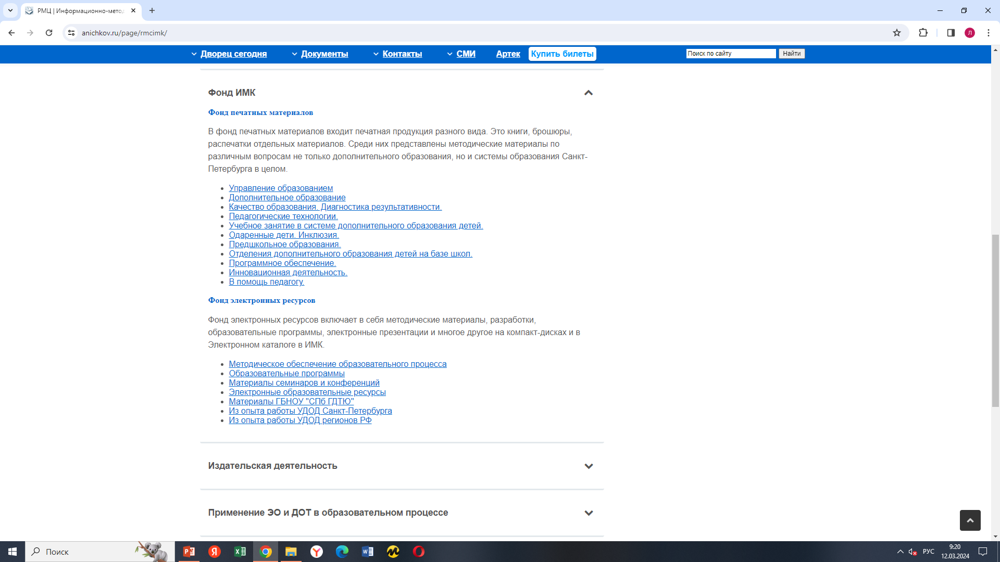 РМЦ | Информационно-мето
anichkov.ru/page/rmcimk/
Л
Дворец сегодня
Документы
Контакты
СМИ
Артек
Купить билеты
Поиск по сайту
Найти
Фонд ИМК
Фонд печатных материалов
В фонд печатных материалов входит печатная продукция разного вида. Это книги, брошюры,
распечатки отдельных материалов. Среди них представлены методические материалы по
различным вопросам не только дополнительного образования, но и системы образования Санкт-
Петербурга в целом.
Управление образованием
Дополнительное образование
Качество образования. Диагностика результативности.
Педагогические технологии.
Учебное занятие в системе дополнительного образования детей.
Одаренные дети. Инклюзия.
Предшкольное образования.
Отделения дополнительного образования детей на базе школ.
Программное обеспечение.
Инновационная деятельность.
В помощь педагогу.
Фонд электронных ресурсов
Фонд электронных ресурсов включает в себя методические материалы, разработки,
образовательные программы, электронные презентации и многое другое на компакт-дисках и в
Электронном каталоге в ИМК.
Методическое обеспечение образовательного процесса
Образовательные программы
Материалы семинаров и конференций
Электронные образовательные ресурсы
Материалы ГБНОУ "СПб ГДТЮ"
Из опыта работы УДОД Санкт-Петербурга
Из опыта работы УДОД регионов РФ
Издательская деятельность
Применение ЭО и ДОТ в образовательном процессе
Поиск
РУС
9:20
12.03.2024